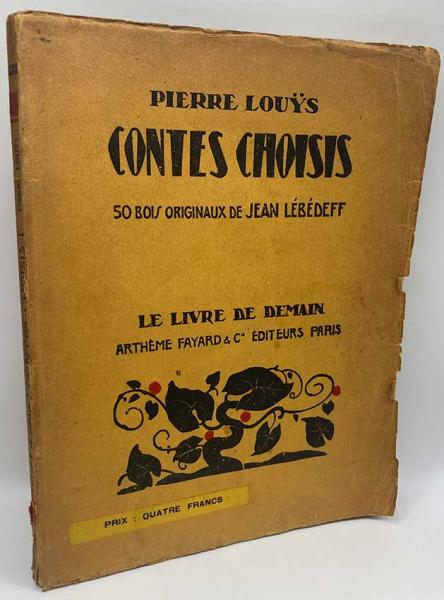 PIERRE LOUŸS
CONTES CHOISIS
50 BOIS ORIGINAUX DE JEAN LÉBÉDEFF
LE LIVRE DE DEMAIN
ARTHÈME FAYARD & Cie ÉDITEURS PARIS
PRIX : QUATRE FRANCS